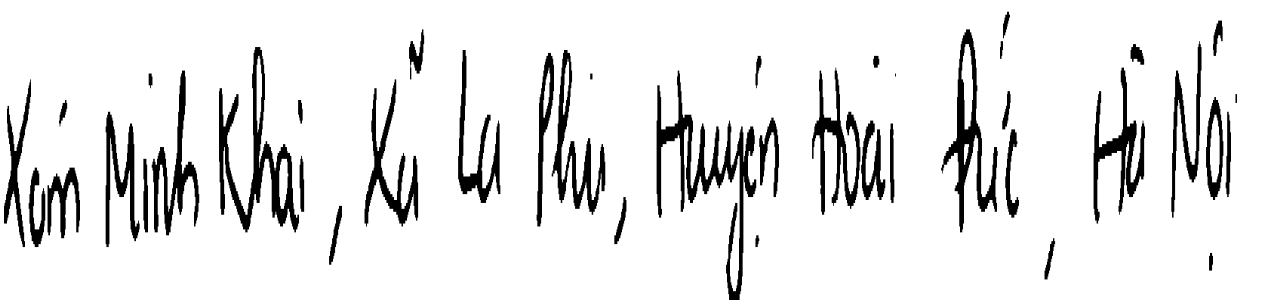 Xóm Minh Khai, Xã La Phù, Huyện Hoài Đức, Hà Nội